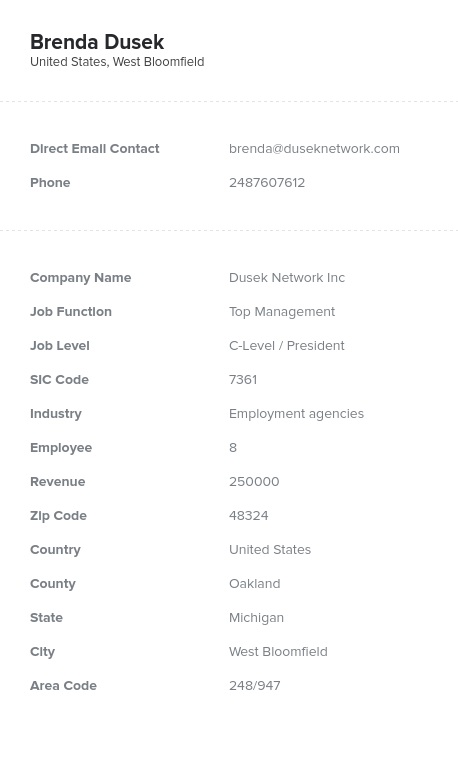 Brenda Dusek
United States, West Bloomfield
Direct Email Contact brenda@duseknetwork.com
Phone 2487607612
Company Name Dusek Network Inc
Job Function Top Management
Job Level C-Level / President
SIC Code 7361
Industry Employment agencies
Employee 8
Revenue 250000
Zip Code 48324
Country United States
County Oakland
State Michigan
City West Bloomfield
Area Code 248/947